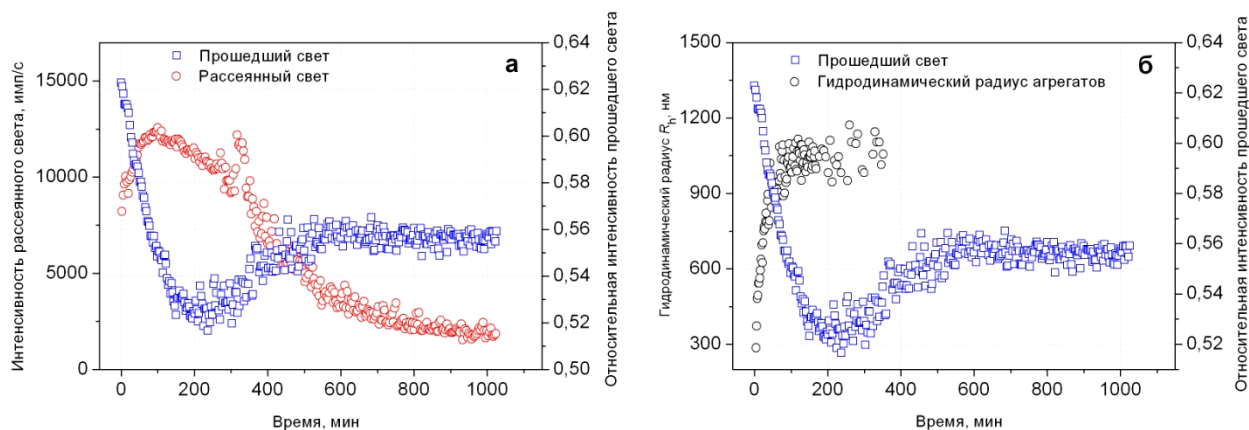 Интенсивность рассеянного света, имп/с
15000
10000
5000
0
Прошедший свет
Рассеянный свет
а
0,64
0,62
0,60
0,58
0,56
0,54
0,52
0,50
Относительная интенсивность прошедшего света
0 200 400 600 800 1000
Время, мин
Гидродинамический радиус Rh, нм
1500
1200
900
600
300
Прошедший свет
Гидродинамический радиус агрегатов
б
0,64
0,62
0,60
0,58
0,56
0,54
0,52
Относительная интенсивность прошедшего света
0 200 400 600 800 1000
Время, мин